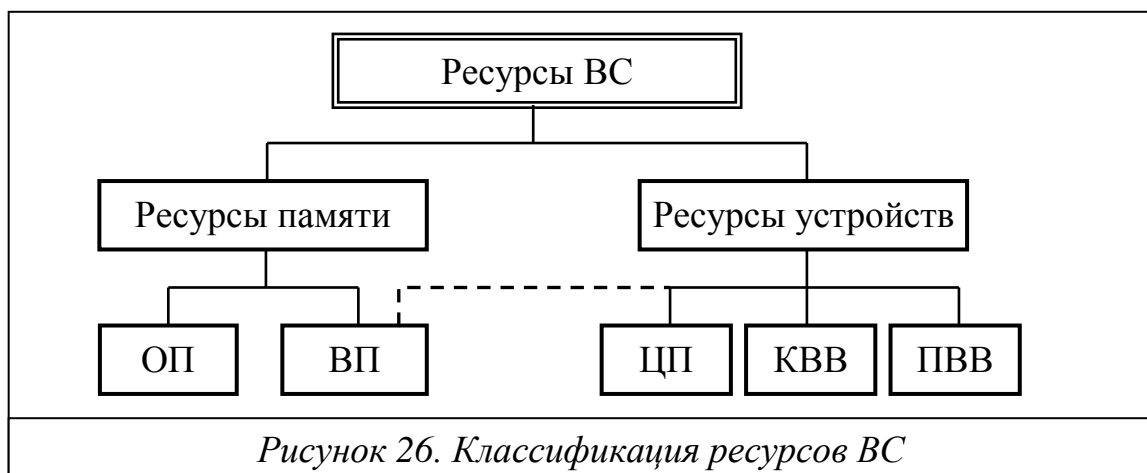 Ресурсы ВС
Ресурсы памяти
Ресурсы устройств
ОП
ВП
ЦП
КВВ
ПВВ
Рисунок 26. Классификация ресурсов ВС